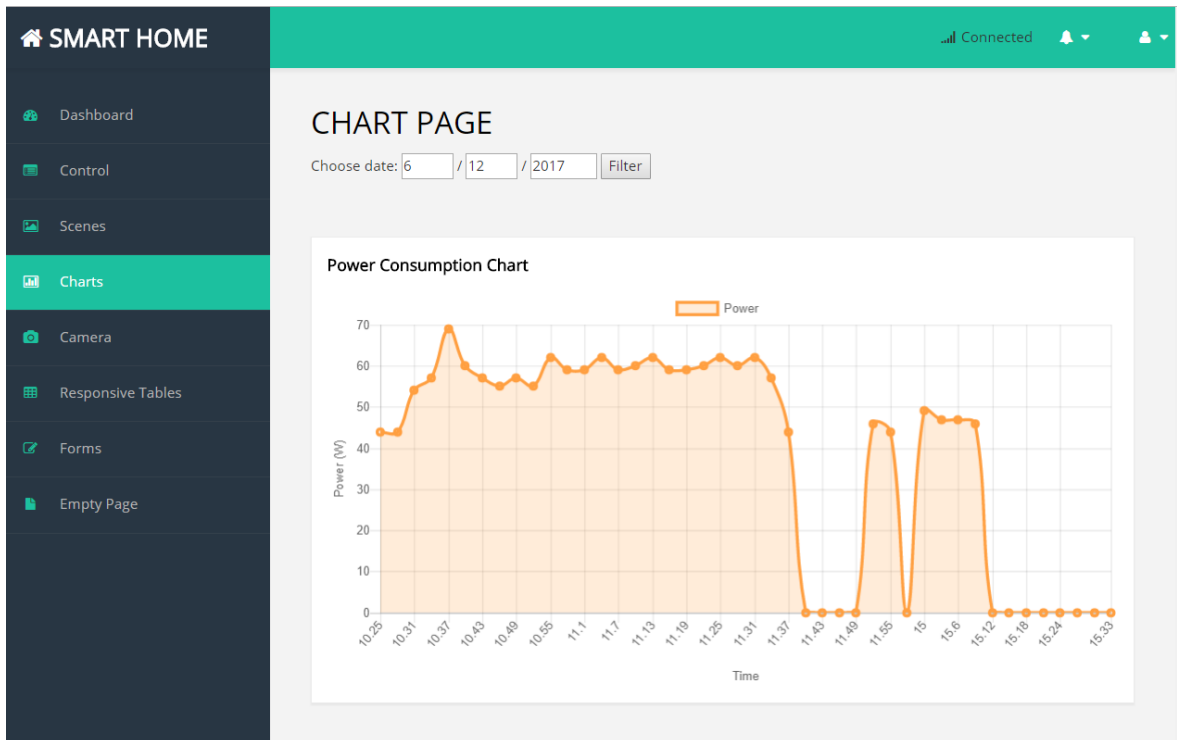 SMART HOME
Connected
Dashboard
Control
Scenes
Charts
Camera
Responsive Tables
Forms
Empty Page
CHART PAGE
Choose date: 6 / 12 / 2017 Filter
Power Consumption Chart
Power
70
60
50
40
30
20
10
0
Power (W)
10.25 10.31 10.37 10.43 10.49 10.55 11.1 11.7 11.13 11.19 11.25 11.31 11.37 11.43 11.49 11.55 15 15.6 15.12 15.18 15.24 15.33
Time